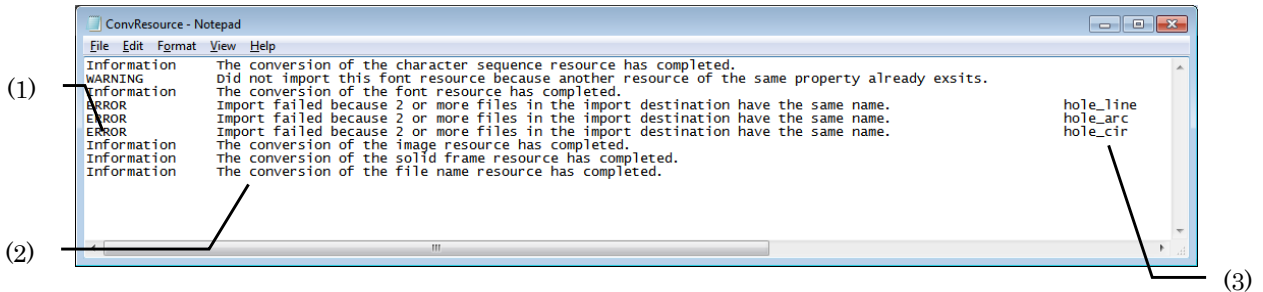 ConvResource - Notepad
File Edit Format View Help
Information The conversion of the character sequence resource has completed.
WARNING Did not import this font resource because another resource of the same property already exsits.
Information The conversion of the font resource has completed.
ERROR Import failed because 2 or more files in the import destination have the same name. hole_line
ERROR Import failed because 2 or more files in the import destination have the same name. hole_arc
ERROR Import failed because 2 or more files in the import destination have the same name. hole_cir
Information The conversion of the image resource has completed.
Information The conversion of the solid frame resource has completed.
Information The conversion of the file name resource has completed.
(1)
(2)
(3)